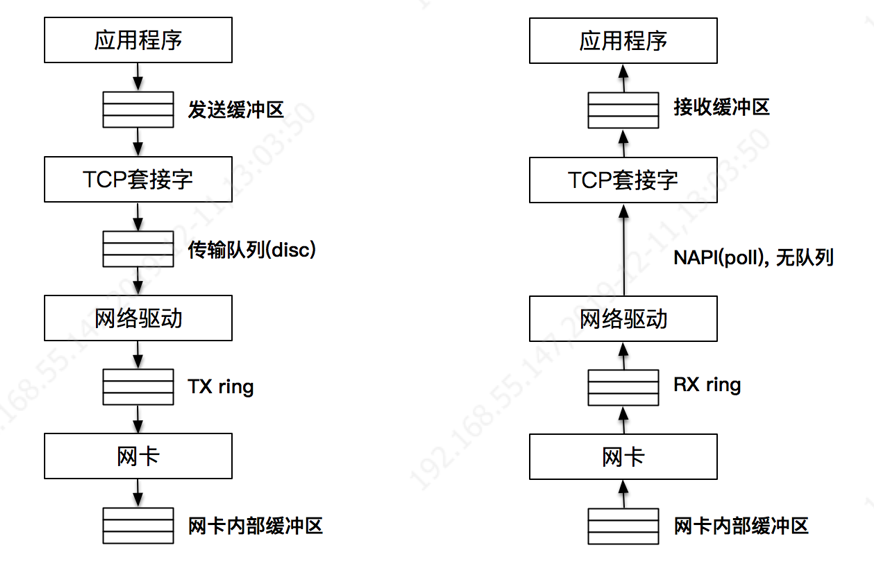 应用程序
发送缓冲区
TCP套接字
传输队列(disc)
网络驱动
TX ring
网卡
网卡内部缓冲区
应用程序
接收缓冲区
TCP套接字
NAPI(poll), 无队列
网络驱动
RX ring
网卡
网卡内部缓冲区
192.168.55.147,2019-12-11,13:03:50
192.168.55.147,2019-12-11,13:03:50